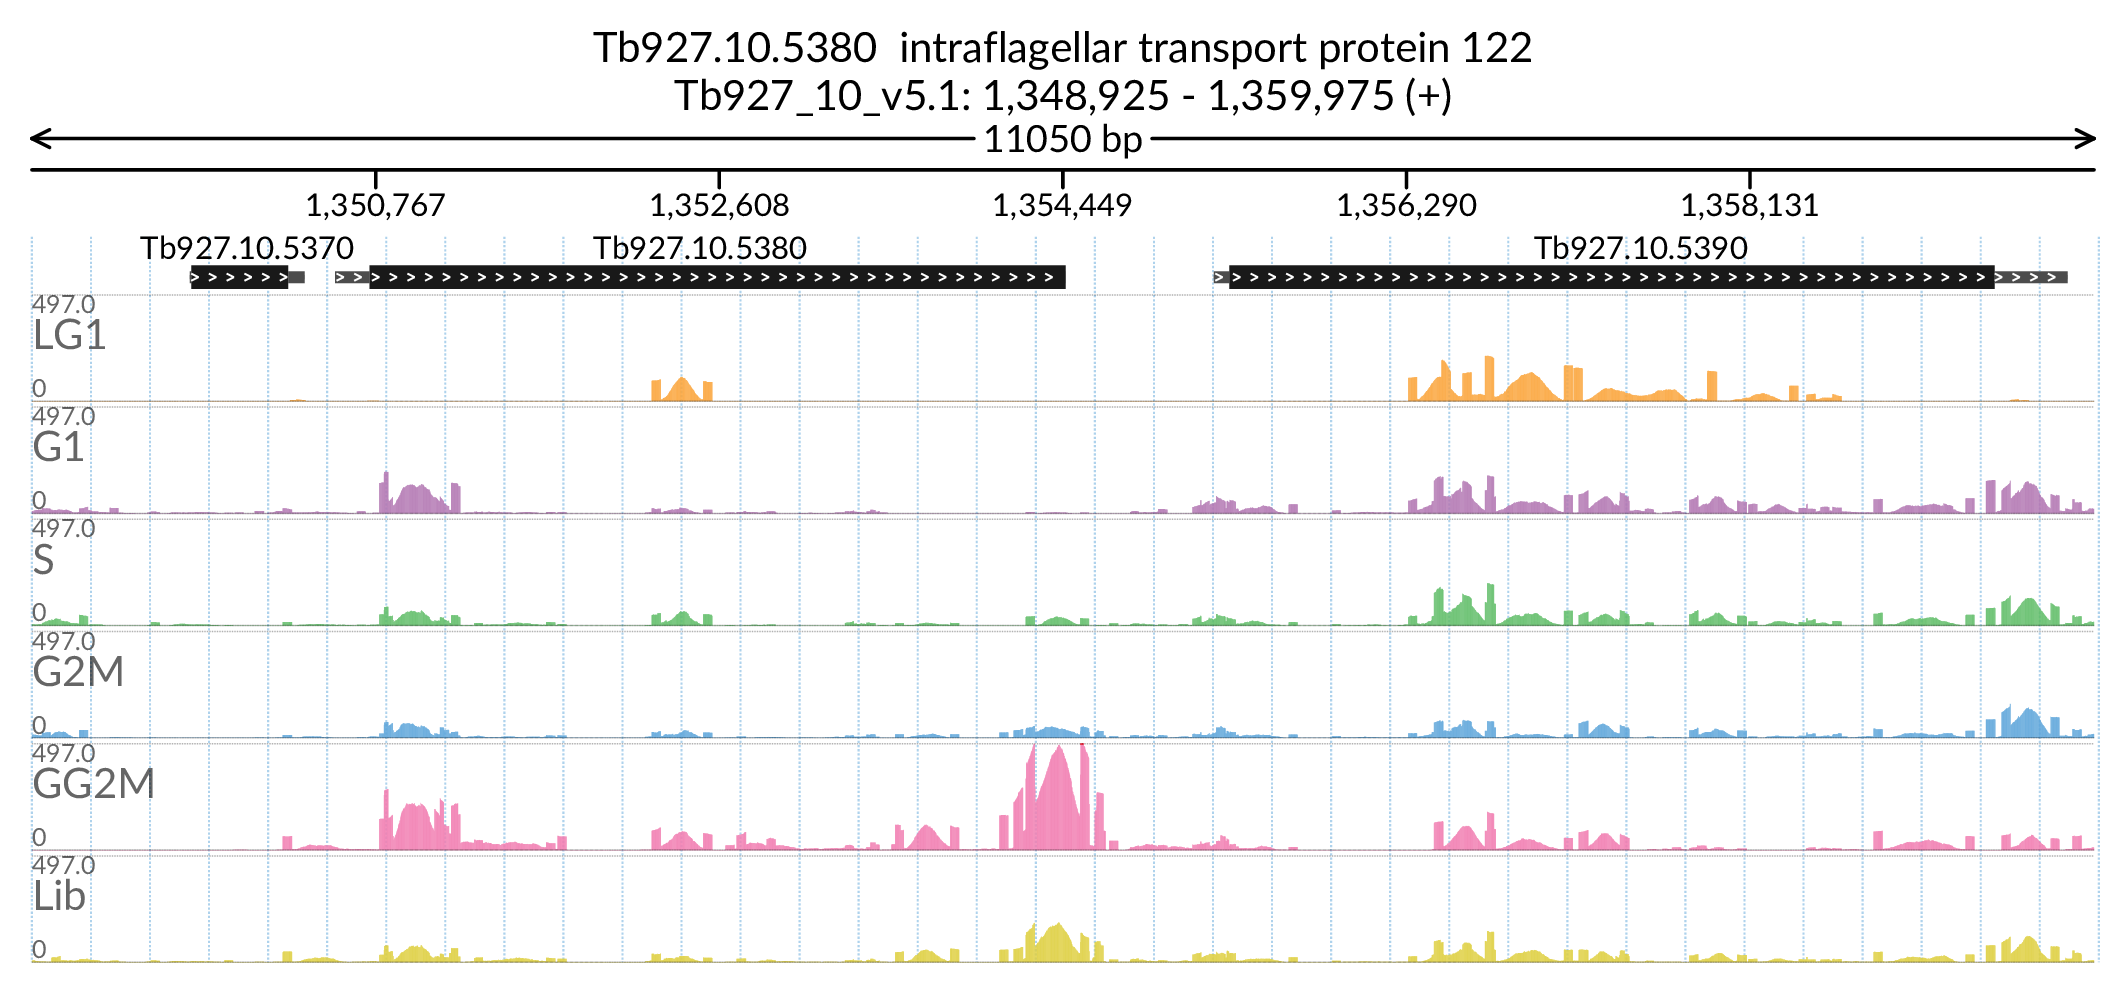 Tb927.10.5380  intraflagellar transport protein 122
Tb927_10_v5.1: 1,348,925 - 1,359,975 (+)
11050 bp
1,350,767 1,352,608 1,354,449 1,356,290 1,358,131
Tb927.10.5370 Tb927.10.5380 Tb927.10.5390
497.0
LG1
0
497.0
G1
0
497.0
S
0
497.0
G2M
0
497.0
GG2M
0
497.0
Lib
0